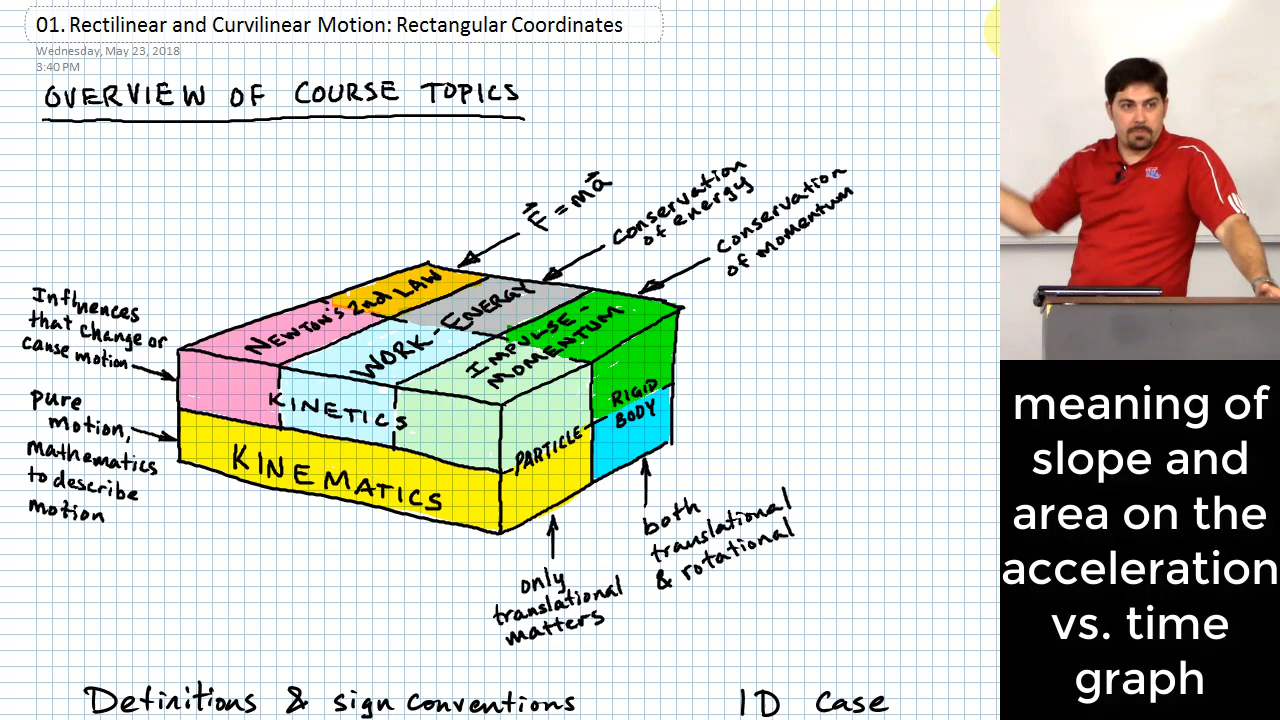 01. Rectilinear and Curvilinear Motion: Rectangular Coordinates
Wednesday, May 23, 2018
3:40 PM
OVERVIEW OF COURSE TOPICS
F = ma
conservation
of energy
conservation
of momentum
Influences
that change or
cause motion
NEWTON'S 2nd LAW
WORK-ENERGY
IMPULSE-
MOMENTUM
KINETICS
RIGID
BODY
PARTICLE
KINEMATICS
pure
motion,
mathematics
to describe
motion
only
translational
matters
both
translational
& rotational
Definitions & sign conventions
1D Case
meaning of
slope and
area on the
acceleration
vs. time
graph